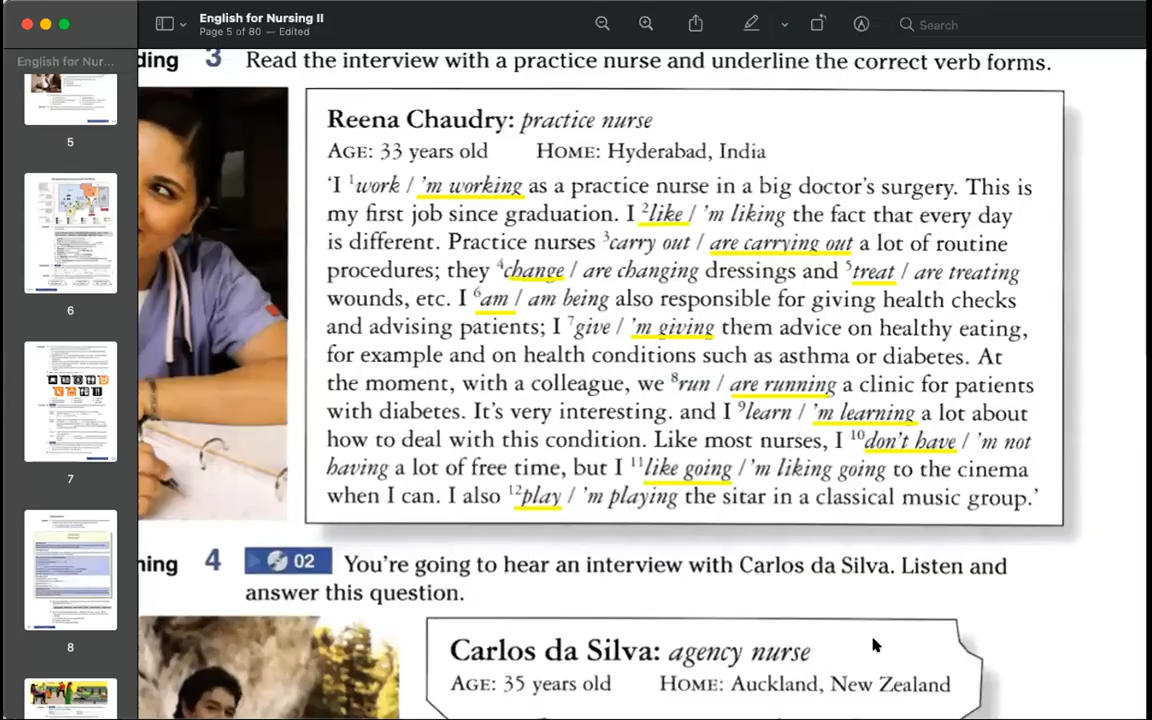 English for Nursing II
Page 5 of 80 — Edited
Search
English for Nur...
5
6
7
8
ding 3 Read the interview with a practice nurse and underline the correct verb forms.
Reena Chaudry: practice nurse
AGE: 33 years old HOME: Hyderabad, India
‘I ¹work / ’m working as a practice nurse in a big doctor’s surgery. This is
my first job since graduation. I ²like / ’m liking the fact that every day
is different. Practice nurses ³carry out / are carrying out a lot of routine
procedures; they ⁴change / are changing dressings and ⁵treat / are treating
wounds, etc. I ⁶am / am being also responsible for giving health checks
and advising patients; I ⁷give / ’m giving them advice on healthy eating,
for example and on health conditions such as asthma or diabetes. At
the moment, with a colleague, we ⁸run / are running a clinic for patients
with diabetes. It’s very interesting. and I ⁹learn / ’m learning a lot about
how to deal with this condition. Like most nurses, I ¹⁰don’t have / ’m not
having a lot of free time, but I ¹¹like going / ’m liking going to the cinema
when I can. I also ¹²play / ’m playing the sitar in a classical music group.’
ning 4 02 You’re going to hear an interview with Carlos da Silva. Listen and
answer this question.
Carlos da Silva: agency nurse
AGE: 35 years old HOME: Auckland, New Zealand